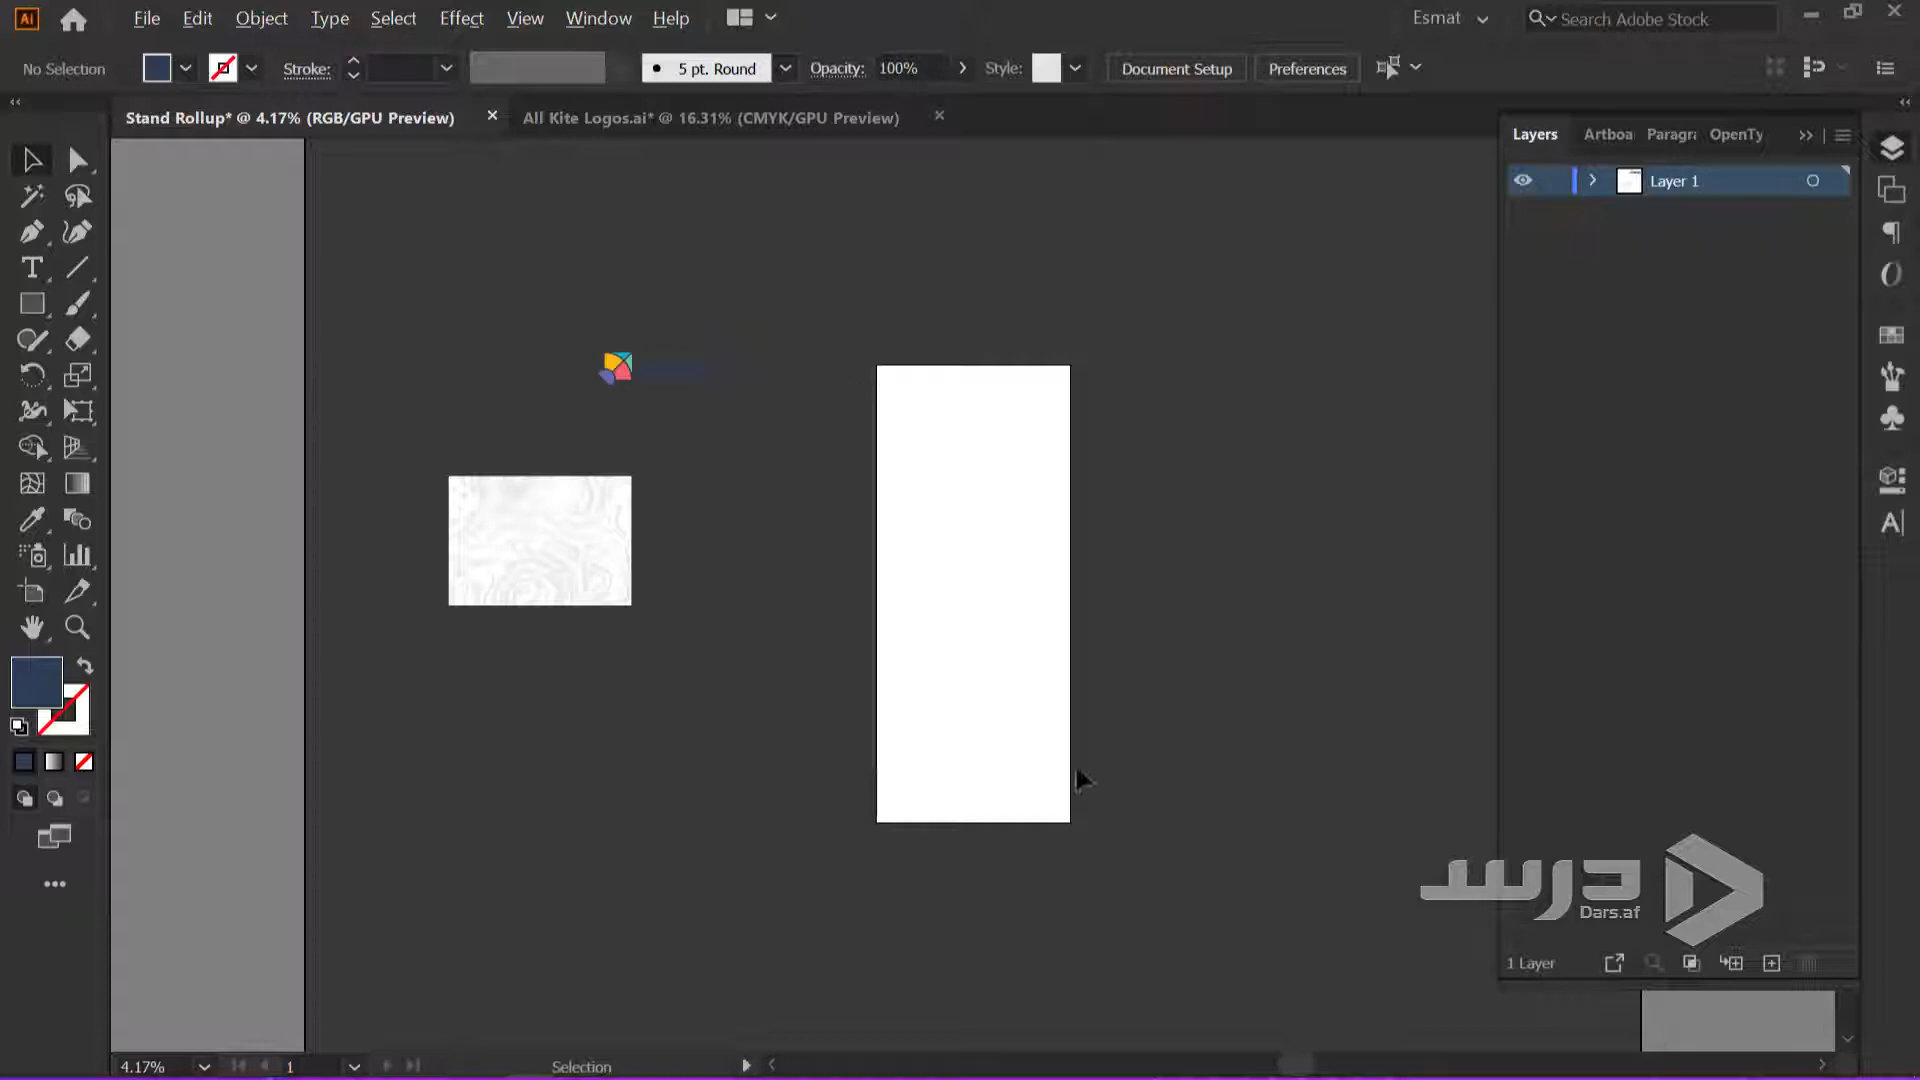 Ai File Edit Object Type Select Effect View Window Help Esmat Search Adobe Stock
No Selection Stroke: 5 pt. Round Opacity: 100% Style: Document Setup Preferences
Stand Rollup* @ 4.17% (RGB/GPU Preview) All Kite Logos.ai* @ 16.31% (CMYK/GPU Preview)
Layers Artboa Paragra OpenTy
Layer 1
درس
Dars.af
1 Layer
4.17% 1 Selection